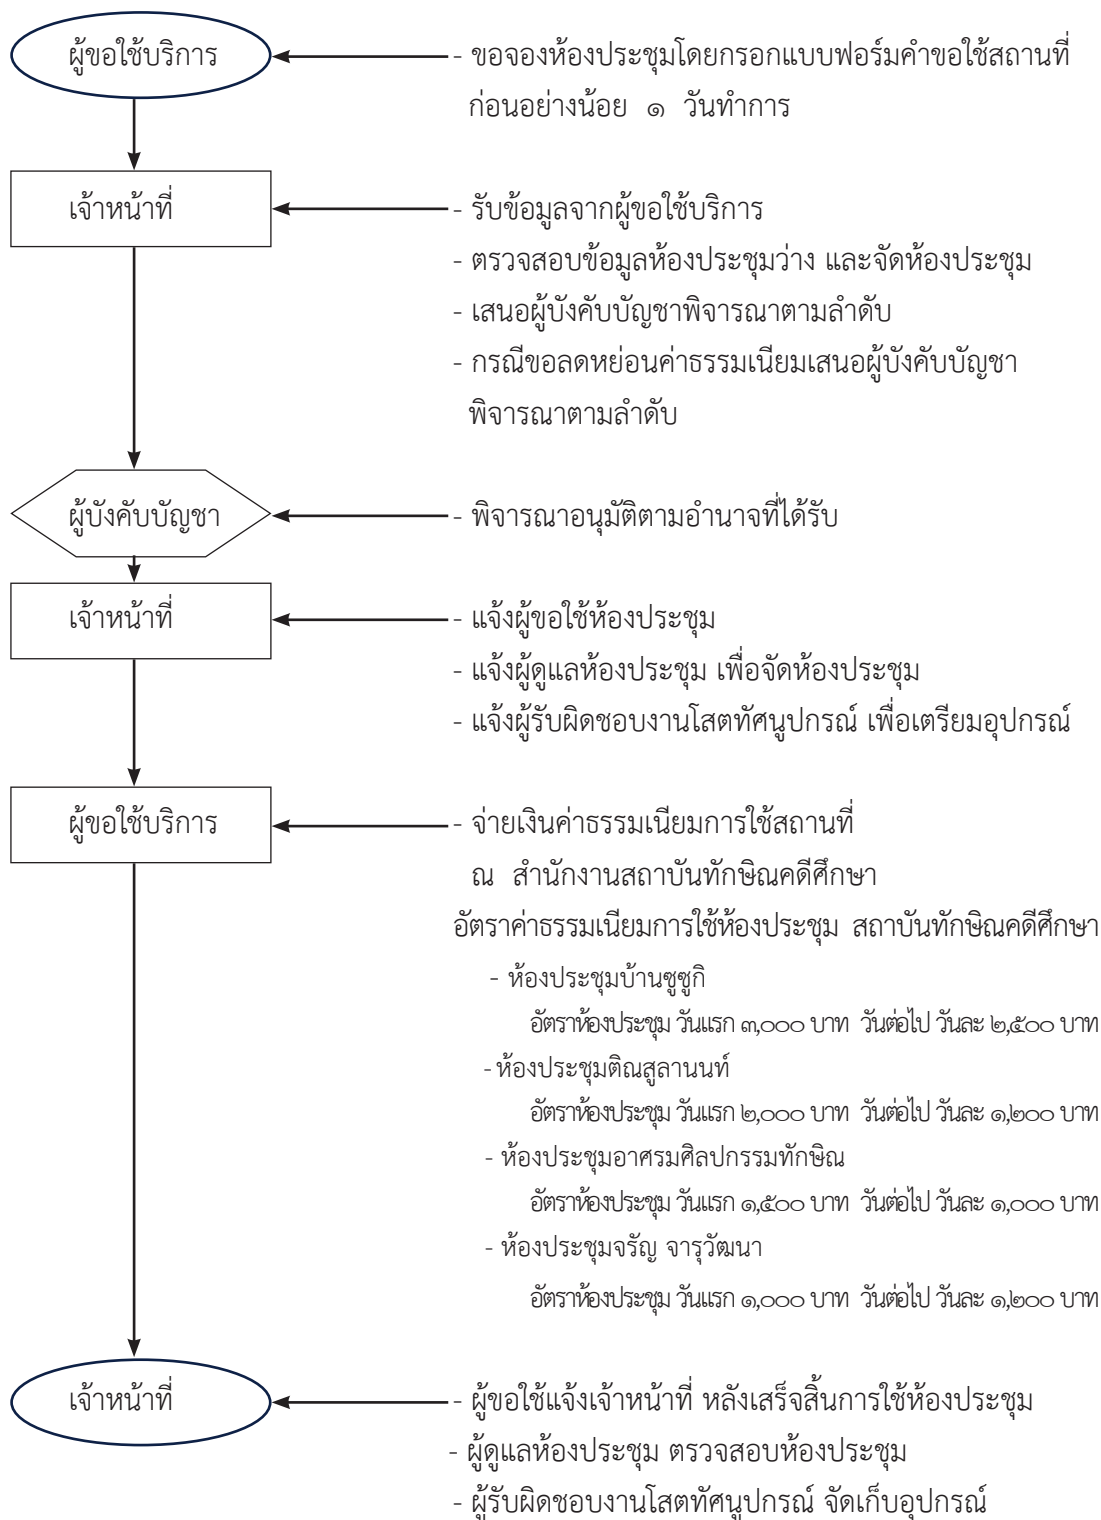 ผู้ขอใช้บริการ
- ขอจองห้องประชุมโดยกรอกแบบฟอร์มคำขอใช้สถานที่
ก่อนอย่างน้อย ๑ วันทำการ
เจ้าหน้าที่
- รับข้อมูลจากผู้ขอใช้บริการ
- ตรวจสอบข้อมูลห้องประชุมว่าง และจัดห้องประชุม
- เสนอผู้บังคับบัญชาพิจารณาตามลำดับ
- กรณีขอลดหย่อนค่าธรรมเนียมเสนอผู้บังคับบัญชา
พิจารณาตามลำดับ
ผู้บังคับบัญชา
- พิจารณาอนุมัติตามอำนาจที่ได้รับ
เจ้าหน้าที่
- แจ้งผู้ขอใช้ห้องประชุม
- แจ้งผู้ดูแลห้องประชุม เพื่อจัดห้องประชุม
- แจ้งผู้รับผิดชอบงานโสตทัศนูปกรณ์ เพื่อเตรียมอุปกรณ์
ผู้ขอใช้บริการ
- จ่ายเงินค่าธรรมเนียมการใช้สถานที่
ณ สำนักงานสถาบันทักษิณคดีศึกษา
อัตราค่าธรรมเนียมการใช้ห้องประชุม สถาบันทักษิณคดีศึกษา
- ห้องประชุมบ้านซูซูกิ
อัตราห้องประชุม วันแรก ๓,๐๐๐ บาท วันต่อไป วันละ ๒,๕๐๐ บาท
- ห้องประชุมติณสูลานนท์
อัตราห้องประชุม วันแรก ๒,๐๐๐ บาท วันต่อไป วันละ ๑,๒๐๐ บาท
- ห้องประชุมอาศรมศิลปกรรมทักษิณ
อัตราห้องประชุม วันแรก ๑,๕๐๐ บาท วันต่อไป วันละ ๑,๐๐๐ บาท
- ห้องประชุมจรัญ จารุวัฒนา
อัตราห้องประชุม วันแรก ๑,๐๐๐ บาท วันต่อไป วันละ ๑,๒๐๐ บาท
เจ้าหน้าที่
- ผู้ขอใช้แจ้งเจ้าหน้าที่ หลังเสร็จสิ้นการใช้ห้องประชุม
- ผู้ดูแลห้องประชุม ตรวจสอบห้องประชุม
- ผู้รับผิดชอบงานโสตทัศนูปกรณ์ จัดเก็บอุปกรณ์